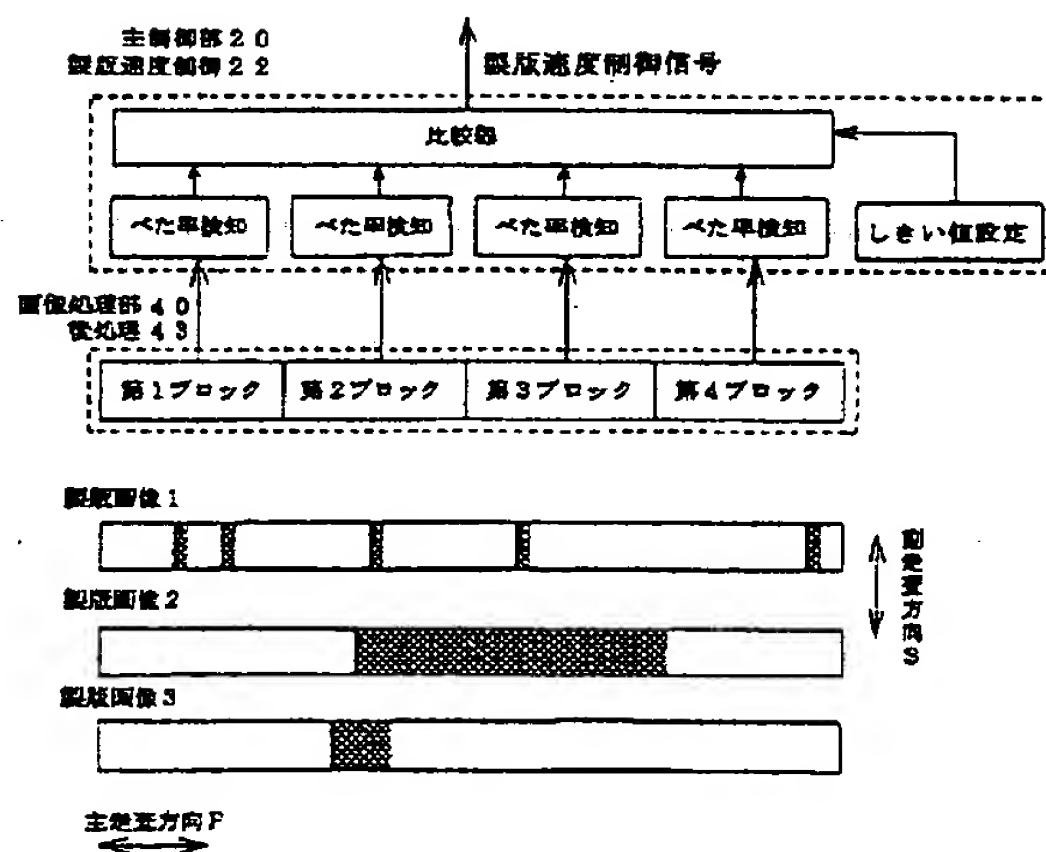 主制御部20
製版速度制御22
製版速度制御信号
比較部
べた率検知
べた率検知
べた率検知
べた率検知
しきい値設定
画像処理部40
後処理43
第1ブロック
第2ブロック
第3ブロック
第4ブロック
製版画像1
副走査方向S
製版画像2
製版画像3
主走査方向F